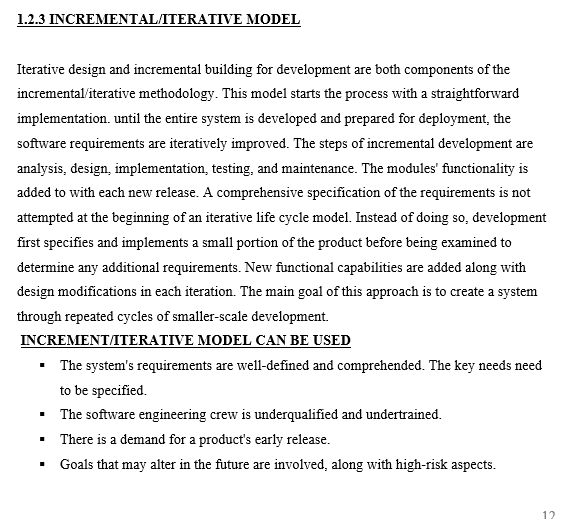 1.2.3 INCREMENTAL/ITERATIVE MODEL
Iterative design and incremental building for development are both components of the
incremental/iterative methodology. This model starts the process with a straightforward
implementation. until the entire system is developed and prepared for deployment, the
software requirements are iteratively improved. The steps of incremental development are
analysis, design, implementation, testing, and maintenance. The modules' functionality is
added to with each new release. A comprehensive specification of the requirements is not
attempted at the beginning of an iterative life cycle model. Instead of doing so, development
first specifies and implements a small portion of the product before being examined to
determine any additional requirements. New functional capabilities are added along with
design modifications in each iteration. The main goal of this approach is to create a system
through repeated cycles of smaller-scale development.
INCREMENT/ITERATIVE MODEL CAN BE USED
▪ The system's requirements are well-defined and comprehended. The key needs need
to be specified.
▪ The software engineering crew is underqualified and undertrained.
▪ There is a demand for a product's early release.
▪ Goals that may alter in the future are involved, along with high-risk aspects.
12